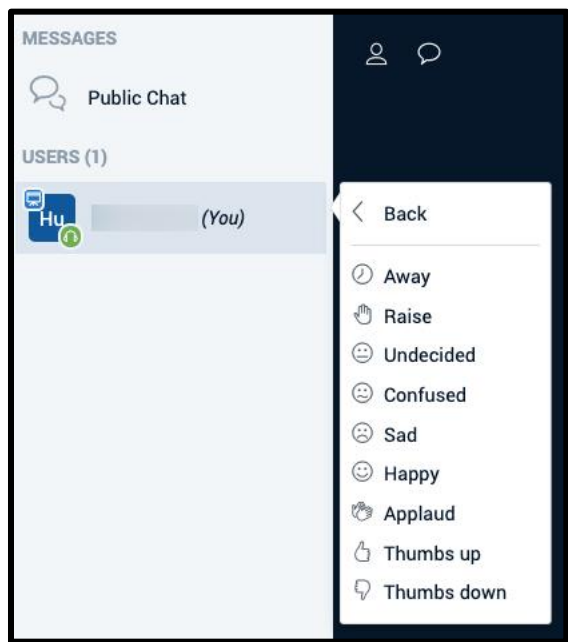 MESSAGES
Public Chat
USERS (1)
Hu
(You)
Back
Away
Raise
Undecided
Confused
Sad
Happy
Applaud
Thumbs up
Thumbs down